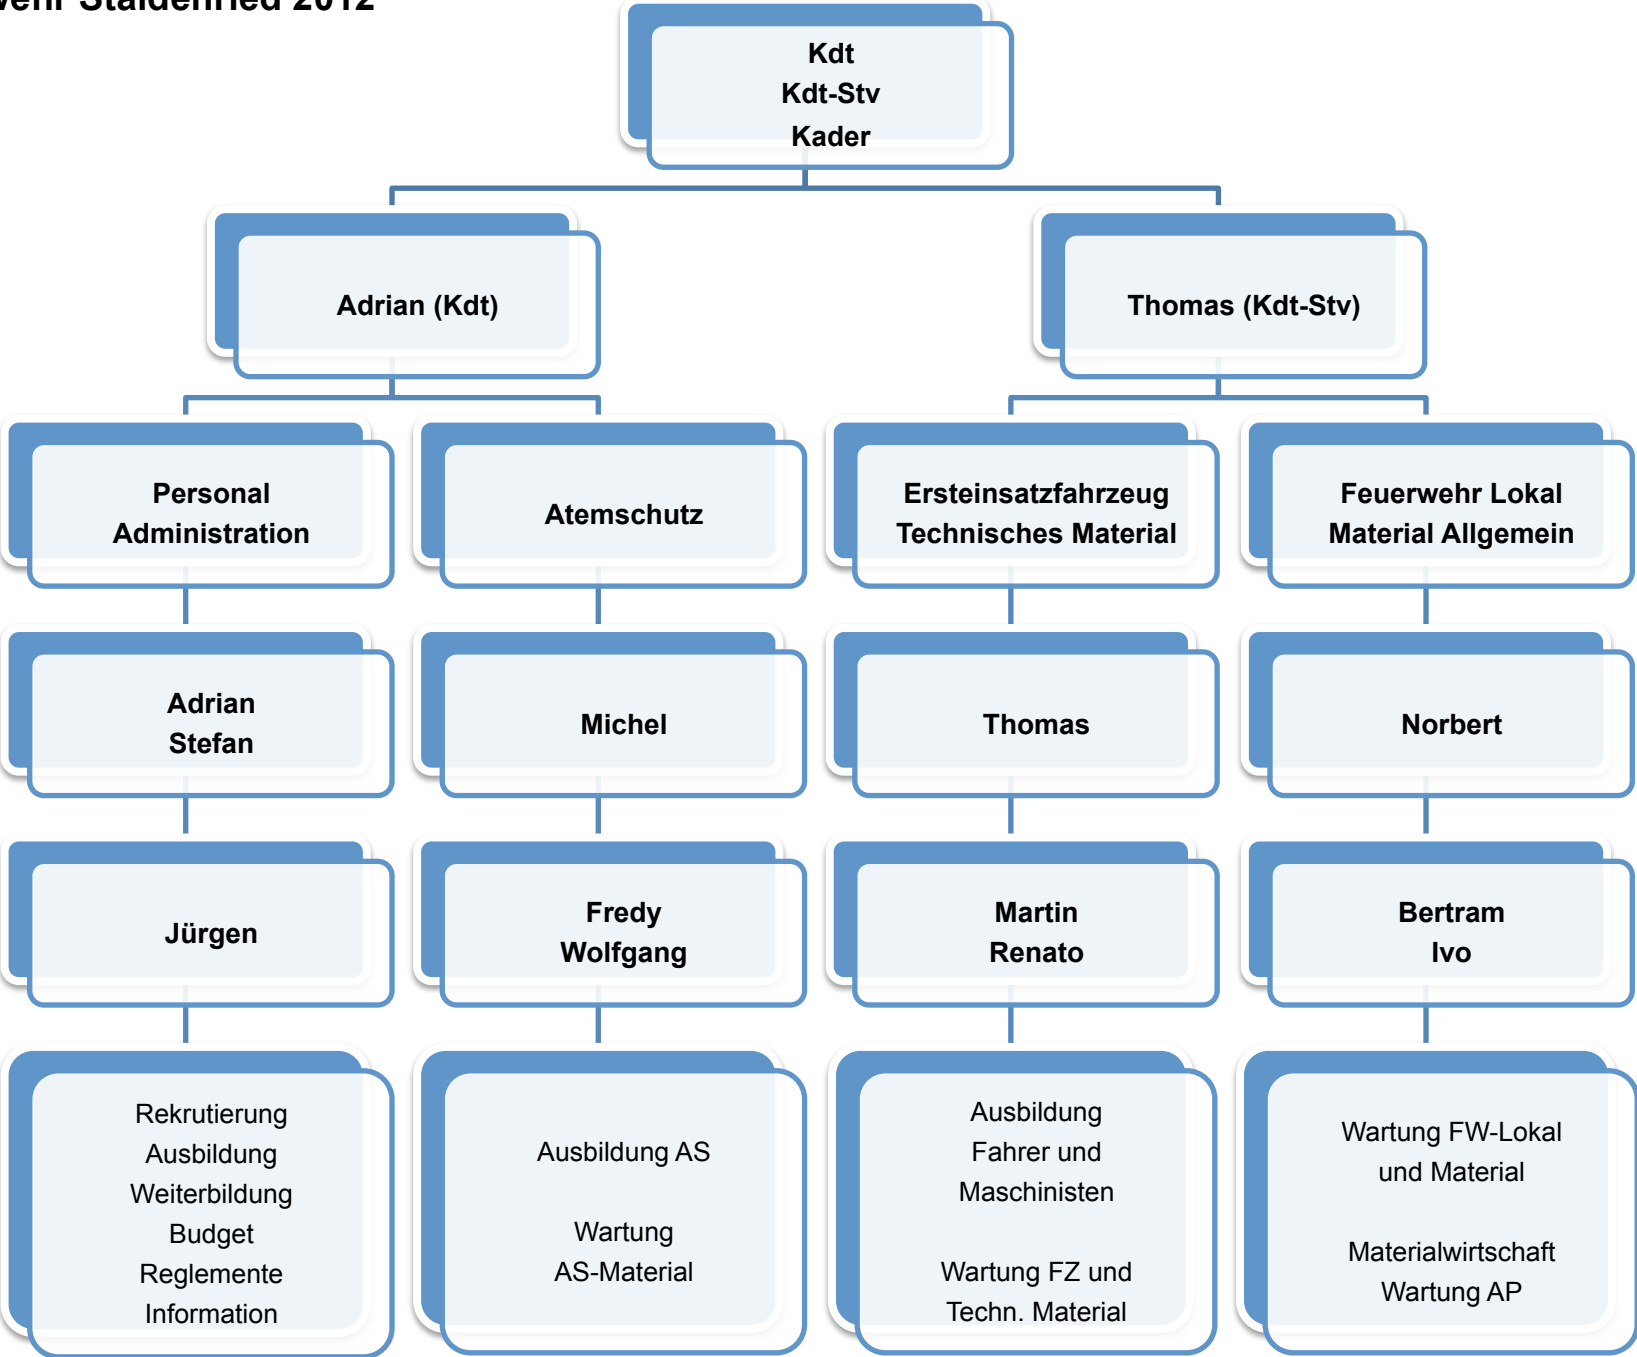 Staldenried 2012
Kdt
Kdt-Stv
Kader
Adrian (Kdt)
Thomas (Kdt-Stv)
Personal
Administration
Atemschutz
Ersteinsatzfahrzeug
Technisches Material
Feuerwehr Lokal
Material Allgemein
Adrian
Stefan
Michel
Thomas
Norbert
Jürgen
Fredy
Wolfgang
Martin
Renato
Bertram
Ivo
Rekrutierung
Ausbildung
Weiterbildung
Budget
Reglemente
Information
Ausbildung AS
Wartung
AS-Material
Ausbildung
Fahrer und
Maschinisten
Wartung FZ und
Techn. Material
Wartung FW-Lokal
und Material
Materialwirtschaft
Wartung AP